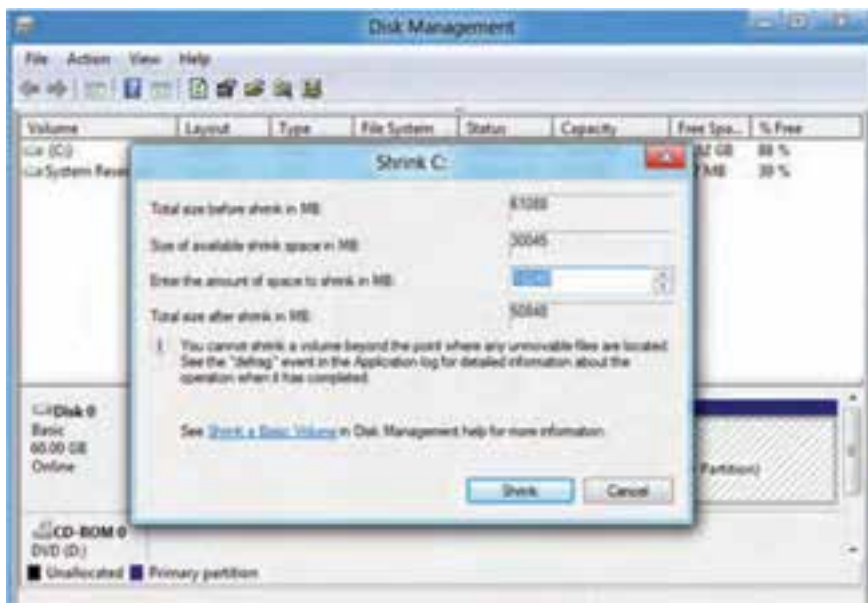 Disk Management
File Action View Help
Volume Layout Type File System Status Capacity Free Spa... % Free
(C:) GB 88 %
System Reser MB 39 %
Shrink C:
Total size before shrink in MB:
Size of available shrink space in MB: 30045
Enter the amount of space to shrink in MB:
Total size after shrink in MB:
You cannot shrink a volume beyond the point where any unmovable files are located.
See the "defrag" event in the Application log for detailed information about the
operation when it has completed.
See Shrink a Basic Volume in Disk Management help for more information
Shrink Cancel
Disk 0
Basic
60.00 GB
Online
Partition)
CD-ROM 0
DVD (D:)
Unallocated Primary partition